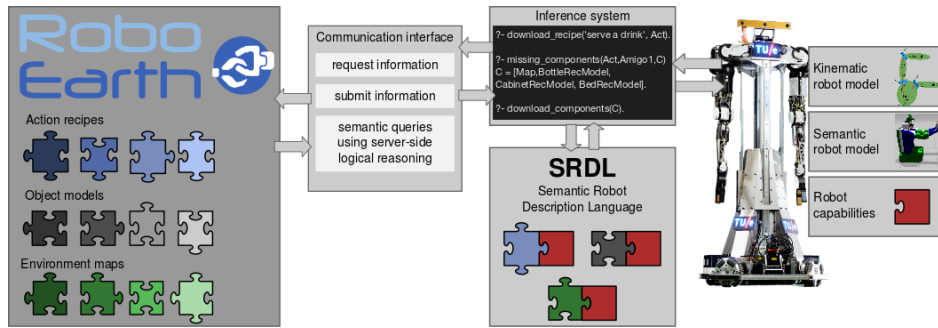 Robo
Earth
Action recipes
Object models
Environment maps
Communication interface
request information
submit information
semantic queries
using server-side
logical reasoning
Inference system
?- download_recipe('serve a drink', Act).
?- missing_components(Act,Amigo1,C)
C = [Map,BottleRecModel,
CabinetRecModel, BedRecModel].
?- download_components(C).
SRDL
Semantic Robot
Description Language
TU/e
TU/e
TU/e
Kinematic
robot model
Semantic
robot model
Robot
capabilities